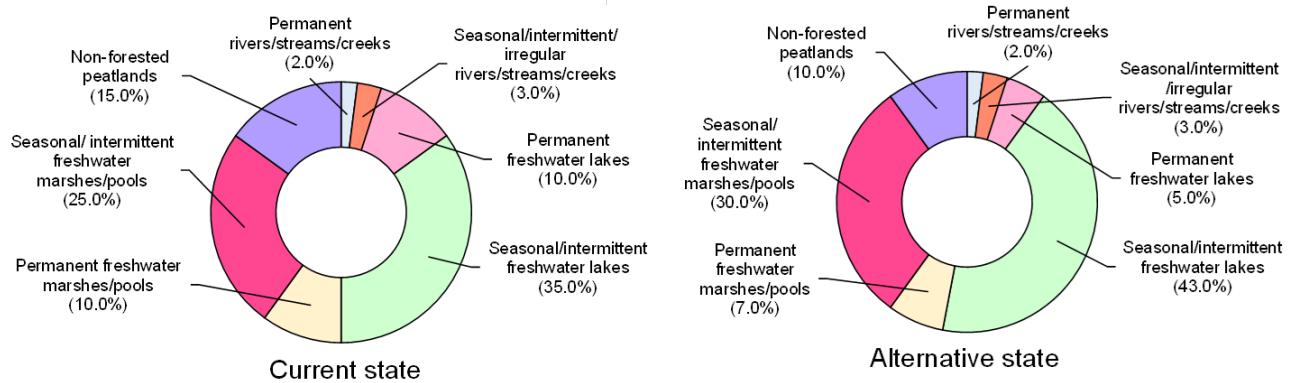 Permanent
rivers/streams/creeks
(2.0%)
Seasonal/intermittent/
irregular
rivers/streams/creeks
(3.0%)
Permanent
freshwater lakes
(10.0%)
Seasonal/intermittent
freshwater lakes
(35.0%)
Permanent freshwater
marshes/pools
(10.0%)
Seasonal/ intermittent
freshwater
marshes/pools
(25.0%)
Non-forested
peatlands
(15.0%)
Current state
Permanent
rivers/streams/creeks
(2.0%)
Seasonal/intermittent
/irregular
rivers/streams/creeks
(3.0%)
Permanent
freshwater lakes
(5.0%)
Seasonal/intermittent
freshwater lakes
(43.0%)
Permanent
freshwater
marshes/pools
(7.0%)
Seasonal/
intermittent
freshwater
marshes/pools
(30.0%)
Non-forested
peatlands
(10.0%)
Alternative state